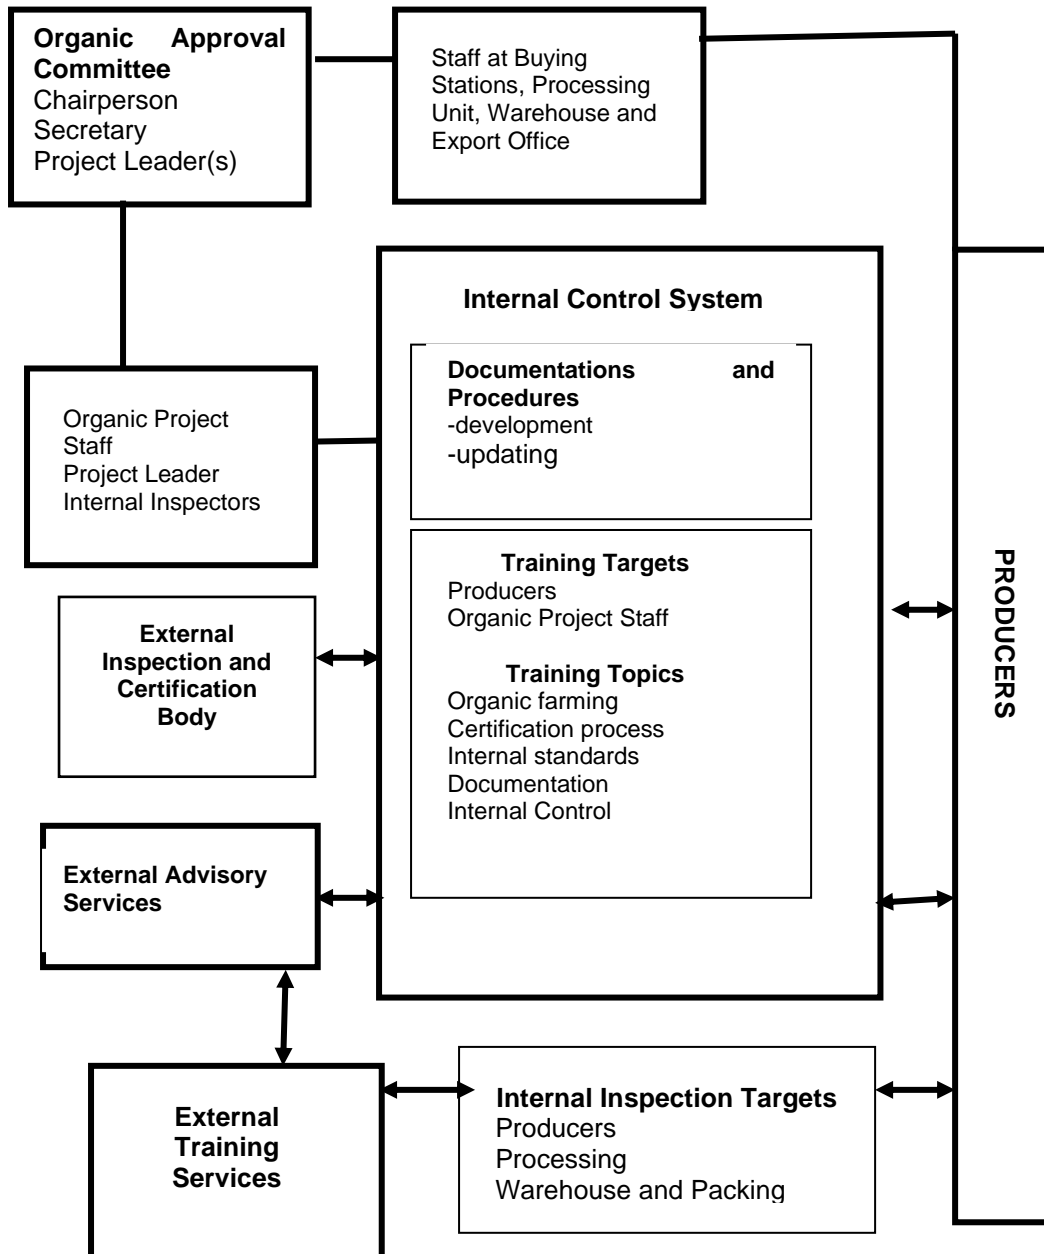 Organic Approval
Committee
Chairperson
Secretary
Project Leader(s)
Staff at Buying
Stations, Processing
Unit, Warehouse and
Export Office
Internal Control System
Documentations and
Procedures
-development
-updating
Organic Project
Staff
Project Leader
Internal Inspectors
Training Targets
Producers
Organic Project Staff
Training Topics
Organic farming
Certification process
Internal standards
Documentation
Internal Control
PRODUCERS
External
Inspection and
Certification
Body
External Advisory
Services
External
Training
Services
Internal Inspection Targets
Producers
Processing
Warehouse and Packing